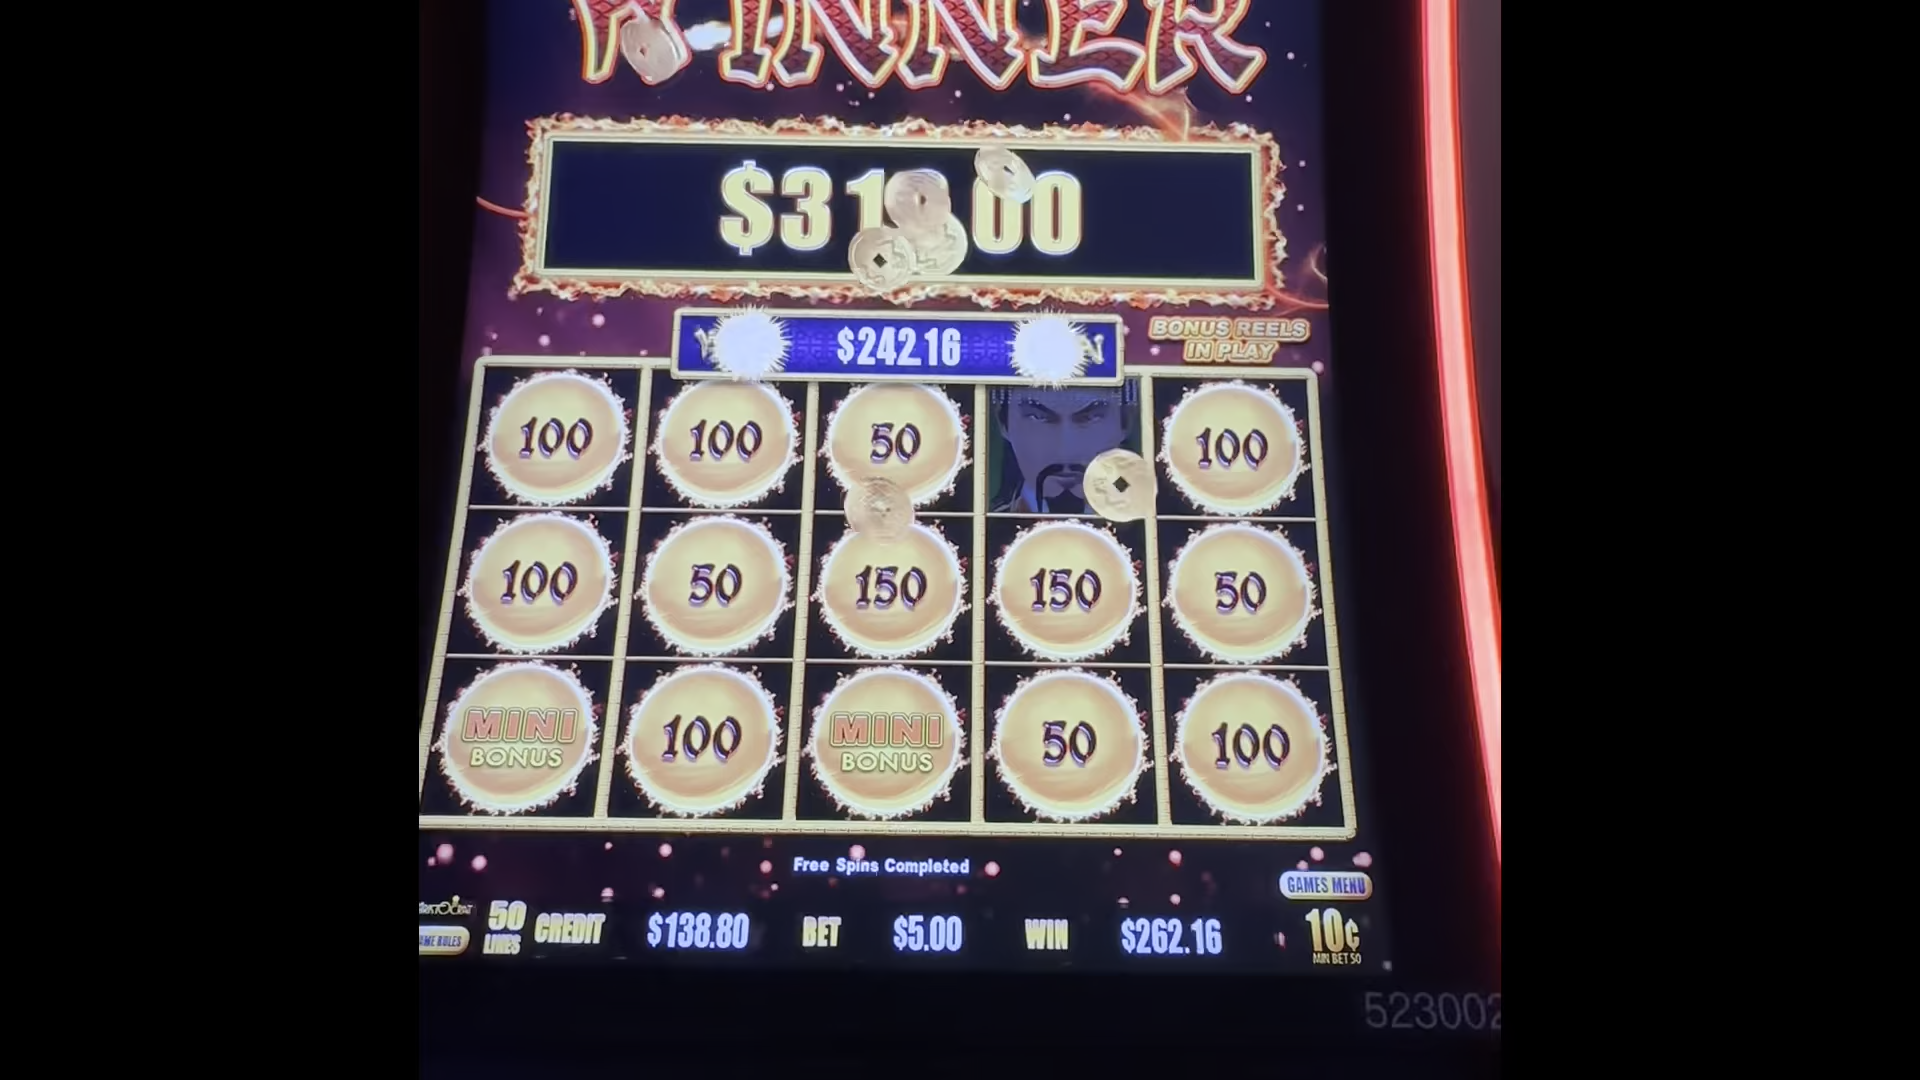 WINNER
$242.16
BONUS REELS
IN PLAY
100 100 50 100
100 50 150 150 50
MINI BONUS 100 MINI BONUS 50 100
Free Spins Completed
GAMES MENU
ARISTOCRAT
50 LINES CREDIT $138.80 BET $5.00 WIN $262.16 10¢
MIN BET 50